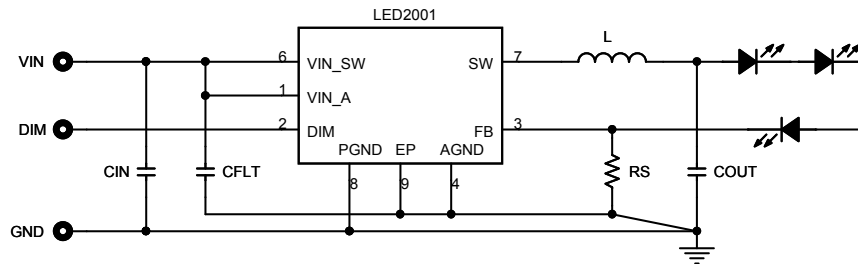 LED2001
L
VIN
6
VIN_SW
SW
7
1
VIN_A
DIM
2
DIM
FB
3
PGND
EP
AGND
CIN
CFLT
8
9
4
RS
COUT
GND